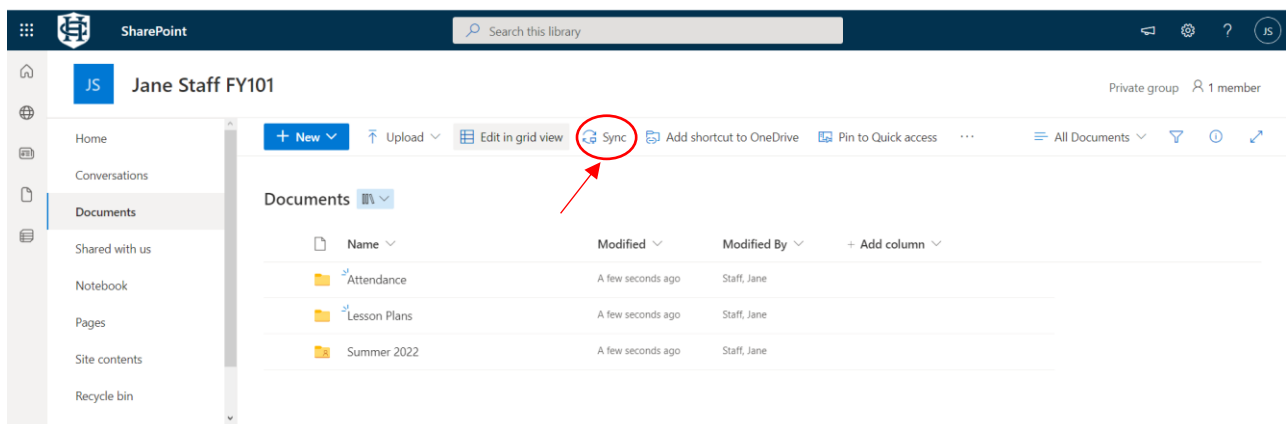 SharePoint
Search this library
?
JS
JS
Jane Staff FY101
Private group
1 member
Home
Conversations
Documents
Shared with us
Notebook
Pages
Site contents
Recycle bin
+ New
Upload
Edit in grid view
Sync
Add shortcut to OneDrive
Pin to Quick access
...
All Documents
Documents
Name
Modified
Modified By
+ Add column
Attendance
A few seconds ago
Staff, Jane
Lesson Plans
A few seconds ago
Staff, Jane
Summer 2022
A few seconds ago
Staff, Jane